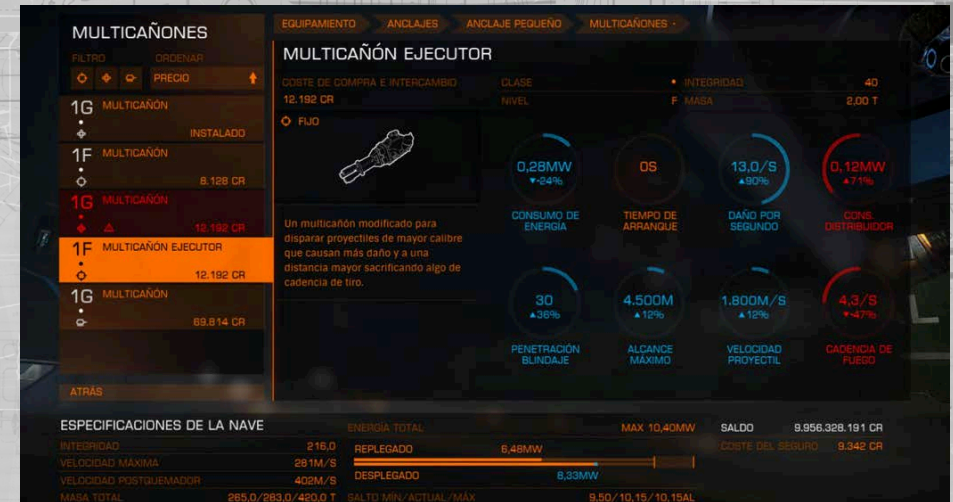 MULTICAÑONES
FILTRO ORDENAR
PRECIO
1G MULTICAÑÓN
INSTALADO
1F MULTICAÑÓN
8.128 CR
1G MULTICAÑÓN
12.192 CR
1F MULTICAÑÓN EJECUTOR
12.192 CR
1G MULTICAÑÓN
69.814 CR
ATRÁS
EQUIPAMIENTO ANCLAJES ANCLAJE PEQUEÑO MULTICAÑONES
MULTICAÑÓN EJECUTOR
COSTE DE COMPRA E INTERCAMBIO
12.192 CR
CLASE INTEGRIDAD 40
NIVEL F MASA 2,00 T
FIJO
Un multicañón modificado para
disparar proyectiles de mayor calibre
que causan más daño y a una
distancia mayor sacrificando algo de
cadencia de tiro.
0,28MW 0S 13,0/S 0,12MW
▼-24% ▲90% ▲71%
CONSUMO DE ENERGÍA
TIEMPO DE ARRANQUE
DAÑO POR SEGUNDO
CONS. DISTRIBUIDOR
30 4.500M 1.800M/S 4,3/S
▲36% ▲12% ▲12% ▼-47%
PENETRACIÓN BLINDAJE
ALCANCE MÁXIMO
VELOCIDAD PROYECTIL
CADENCIA DE FUEGO
ESPECIFICACIONES DE LA NAVE
INTEGRIDAD 216,0
VELOCIDAD MÁXIMA 281M/S
VELOCIDAD POSTQUEMADOR 402M/S
MASA TOTAL 265,0/283,0/420,0 T
ENERGÍA TOTAL MAX 10,40MW
REPLEGADO 6,48MW
DESPLEGADO 8,33MW
SALTO MÍN/ACTUAL/MÁX 9,50/10,15/10,15AL
SALDO 9.956.328.191 CR
COSTE DEL SEGURO 9.342 CR